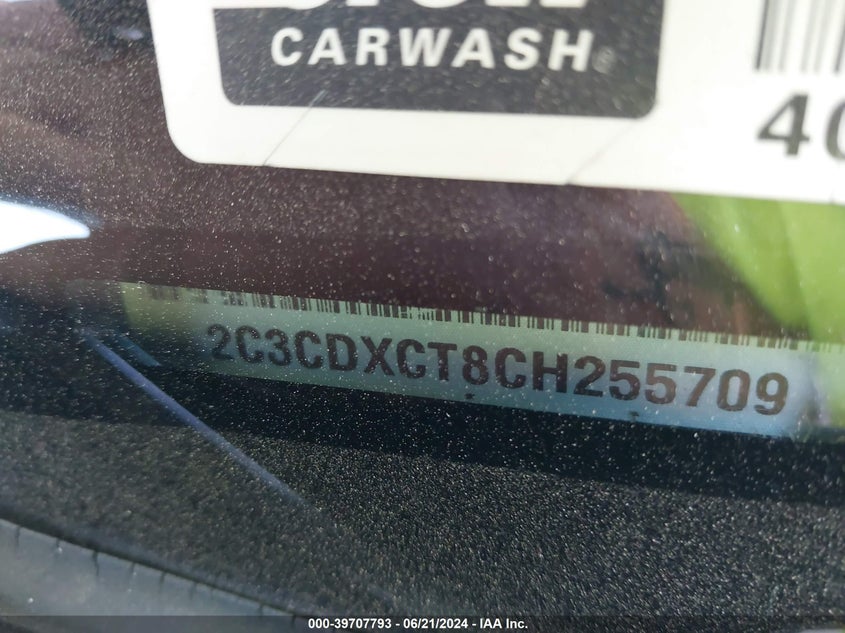 CARWASH
40
2C3CDXCT8CH255709
000-39707793 - 06/21/2024 - IAA Inc.